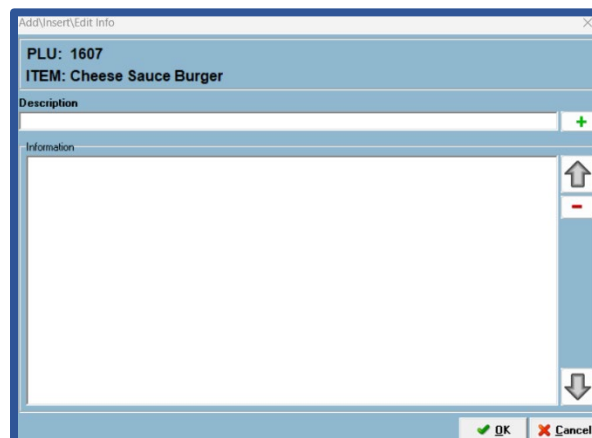 Add\Insert\Edit Info
PLU: 1607
ITEM: Cheese Sauce Burger
Description
Information
OK
Cancel